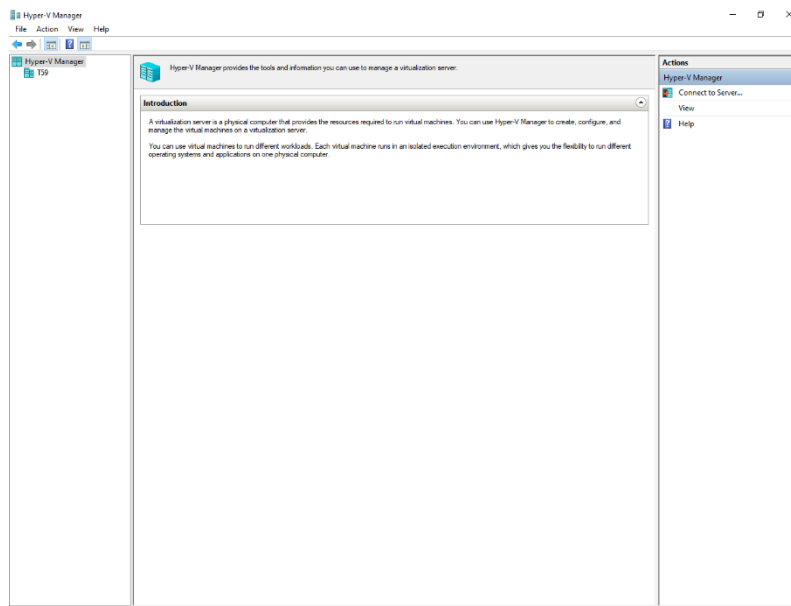 Hyper-V Manager
File Action View Help
Hyper-V Manager
T59
Hyper-V Manager provides the tools and information you can use to manage a virtualization server.
Introduction
A virtualization server is a physical computer that provides the resources required to run virtual machines. You can use Hyper-V Manager to create, configure, and
manage the virtual machines on a virtualization server.
You can use virtual machines to run different workloads. Each virtual machine runs in an isolated execution environment, which gives you the flexibility to run different
operating systems and applications on one physical computer.
Actions
Hyper-V Manager
Connect to Server...
View
Help